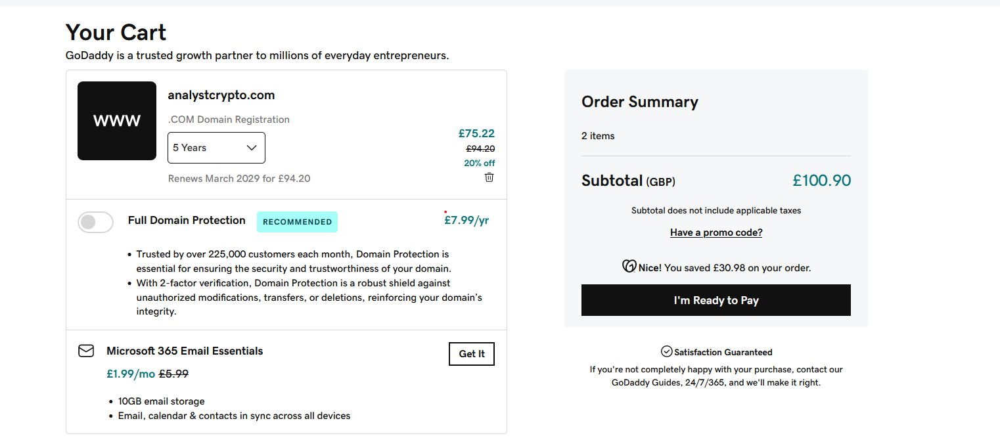 Your Cart
GoDaddy is a trusted growth partner to millions of everyday entrepreneurs.
WWW
analystcrypto.com
.COM Domain Registration
5 Years
£75.22
£94.20
20% off
Renews March 2029 for £94.20
Full Domain Protection
RECOMMENDED
£7.99/yr
• Trusted by over 225,000 customers each month, Domain Protection is
essential for ensuring the security and trustworthiness of your domain.
• With 2-factor verification, Domain Protection is a robust shield against
unauthorized modifications, transfers, or deletions, reinforcing your domain’s
integrity.
Microsoft 365 Email Essentials
Get It
£1.99/mo £5.99
• 10GB email storage
• Email, calendar & contacts in sync across all devices
Order Summary
2 items
Subtotal (GBP) £100.90
Subtotal does not include applicable taxes
Have a promo code?
Nice! You saved £30.98 on your order.
I'm Ready to Pay
Satisfaction Guaranteed
If you're not completely happy with your purchase, contact our
GoDaddy Guides, 24/7/365, and we'll make it right.